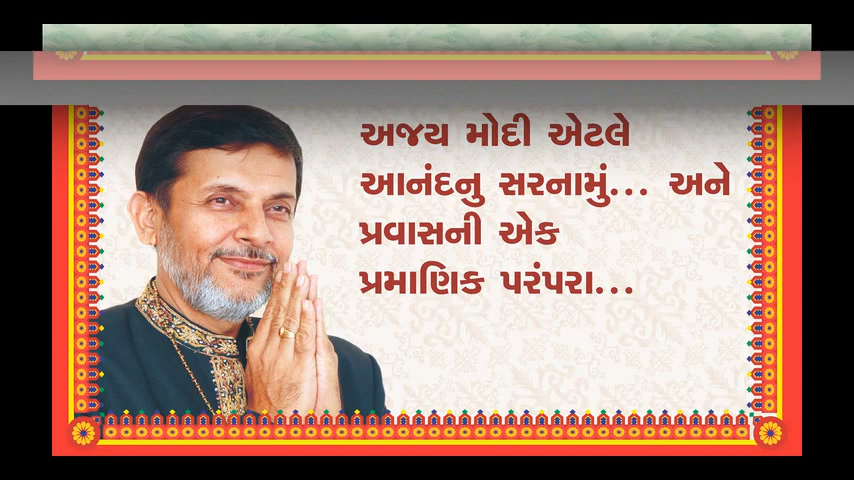 અજય મોદી એટલે
આનંદનુ સરનામું... અને
પ્રવાસની એક
પ્રમાણિક પરંપરા...